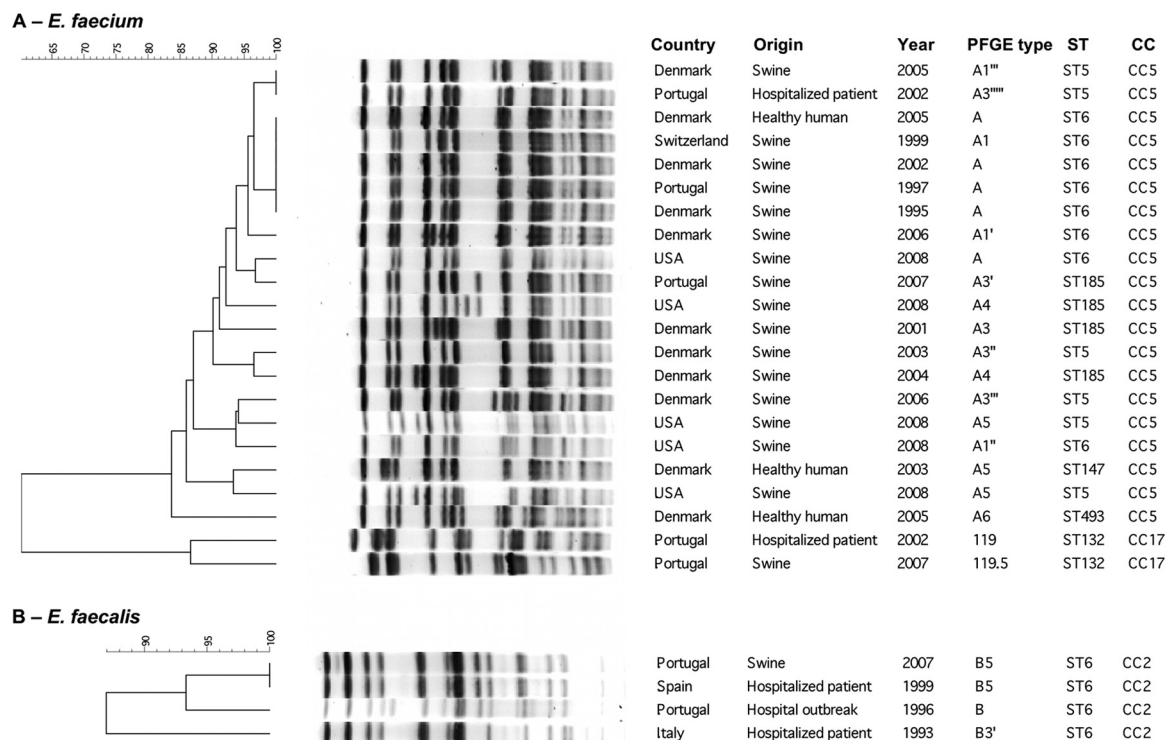 A – E. faecium
65 70 75 80 85 90 95 100
Country Origin Year PFGE type ST CC
Denmark Swine 2005 A1''' ST5 CC5
Portugal Hospitalized patient 2002 A3''''' ST5 CC5
Denmark Healthy human 2005 A ST6 CC5
Switzerland Swine 1999 A1 ST6 CC5
Denmark Swine 2002 A ST6 CC5
Portugal Swine 1997 A ST6 CC5
Denmark Swine 1995 A ST6 CC5
Denmark Swine 2006 A1' ST6 CC5
USA Swine 2008 A ST6 CC5
Portugal Swine 2007 A3' ST185 CC5
USA Swine 2008 A4 ST185 CC5
Denmark Swine 2001 A3 ST185 CC5
Denmark Swine 2003 A3'' ST5 CC5
Denmark Swine 2004 A4 ST185 CC5
Denmark Swine 2006 A3''' ST5 CC5
USA Swine 2008 A5 ST5 CC5
USA Swine 2008 A1'' ST6 CC5
Denmark Healthy human 2003 A5 ST147 CC5
USA Swine 2008 A5 ST5 CC5
Denmark Healthy human 2005 A6 ST493 CC5
Portugal Hospitalized patient 2002 119 ST132 CC17
Portugal Swine 2007 119.5 ST132 CC17
B – E. faecalis
90 95 100
Portugal Swine 2007 B5 ST6 CC2
Spain Hospitalized patient 1999 B5 ST6 CC2
Portugal Hospital outbreak 1996 B ST6 CC2
Italy Hospitalized patient 1993 B3' ST6 CC2